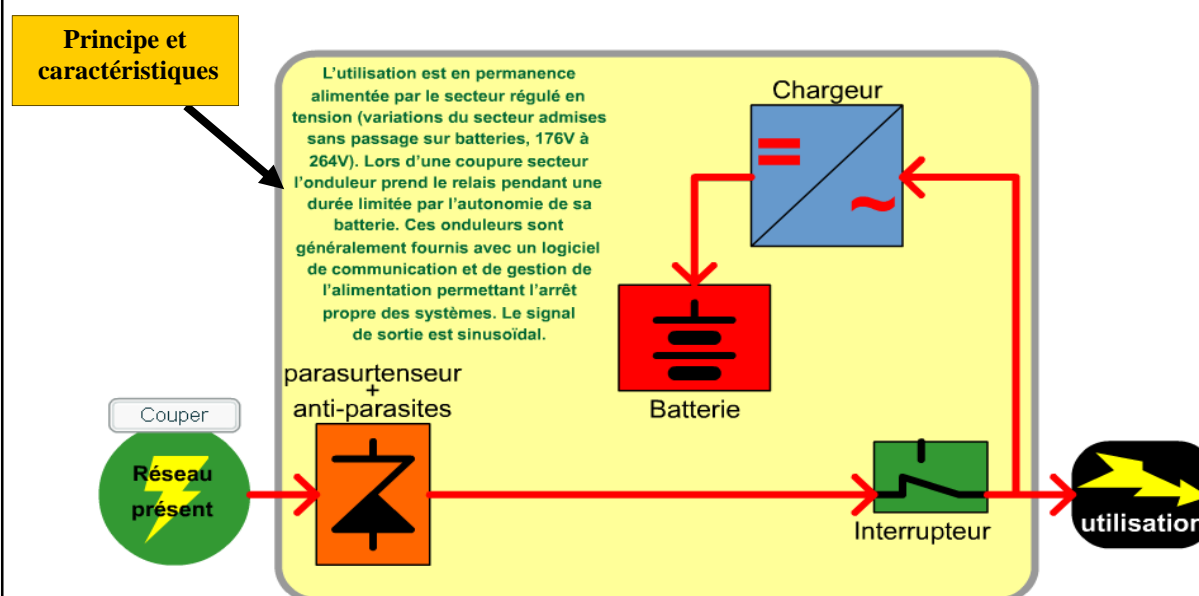 Principe et
caractéristiques
L'utilisation est en permanence
alimentée par le secteur régulé en
tension (variations du secteur admises
sans passage sur batteries, 176V à
264V). Lors d'une coupure secteur
l'onduleur prend le relais pendant une
durée limitée par l'autonomie de sa
batterie. Ces onduleurs sont
généralement fournis avec un logiciel
de communication et de gestion de
l'alimentation permettant l'arrêt
propre des systèmes. Le signal
de sortie est sinusoïdal.
Chargeur
=
~
Batterie
parasurtenseur
+
anti-parasites
Couper
Réseau
présent
Interrupteur
utilisation